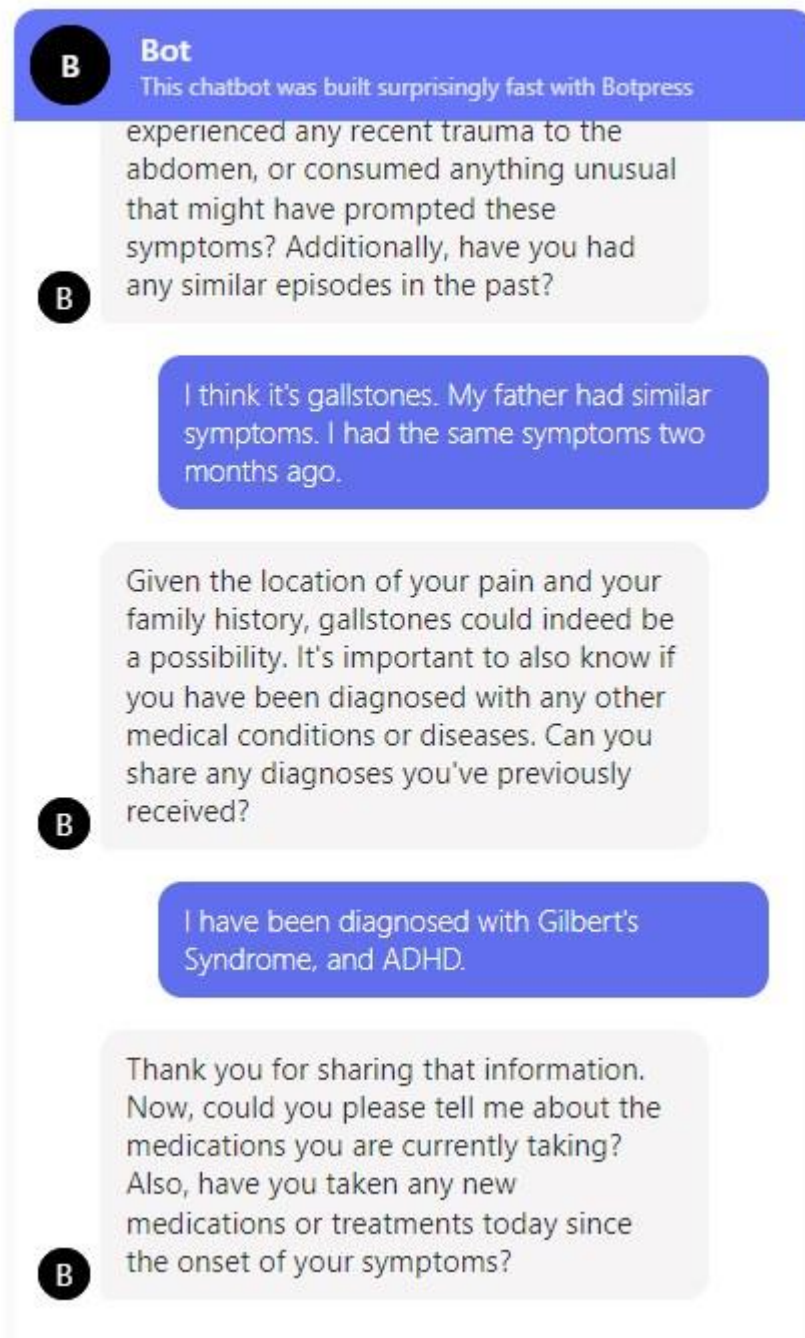 B
Bot
This chatbot was built surprisingly fast with Botpress
experienced any recent trauma to the
abdomen, or consumed anything unusual
that might have prompted these
symptoms? Additionally, have you had
any similar episodes in the past?
B
I think it's gallstones. My father had similar
symptoms. I had the same symptoms two
months ago.
Given the location of your pain and your
family history, gallstones could indeed be
a possibility. It's important to also know if
you have been diagnosed with any other
medical conditions or diseases. Can you
share any diagnoses you've previously
received?
B
I have been diagnosed with Gilbert's
Syndrome, and ADHD.
Thank you for sharing that information.
Now, could you please tell me about the
medications you are currently taking?
Also, have you taken any new
medications or treatments today since
the onset of your symptoms?
B